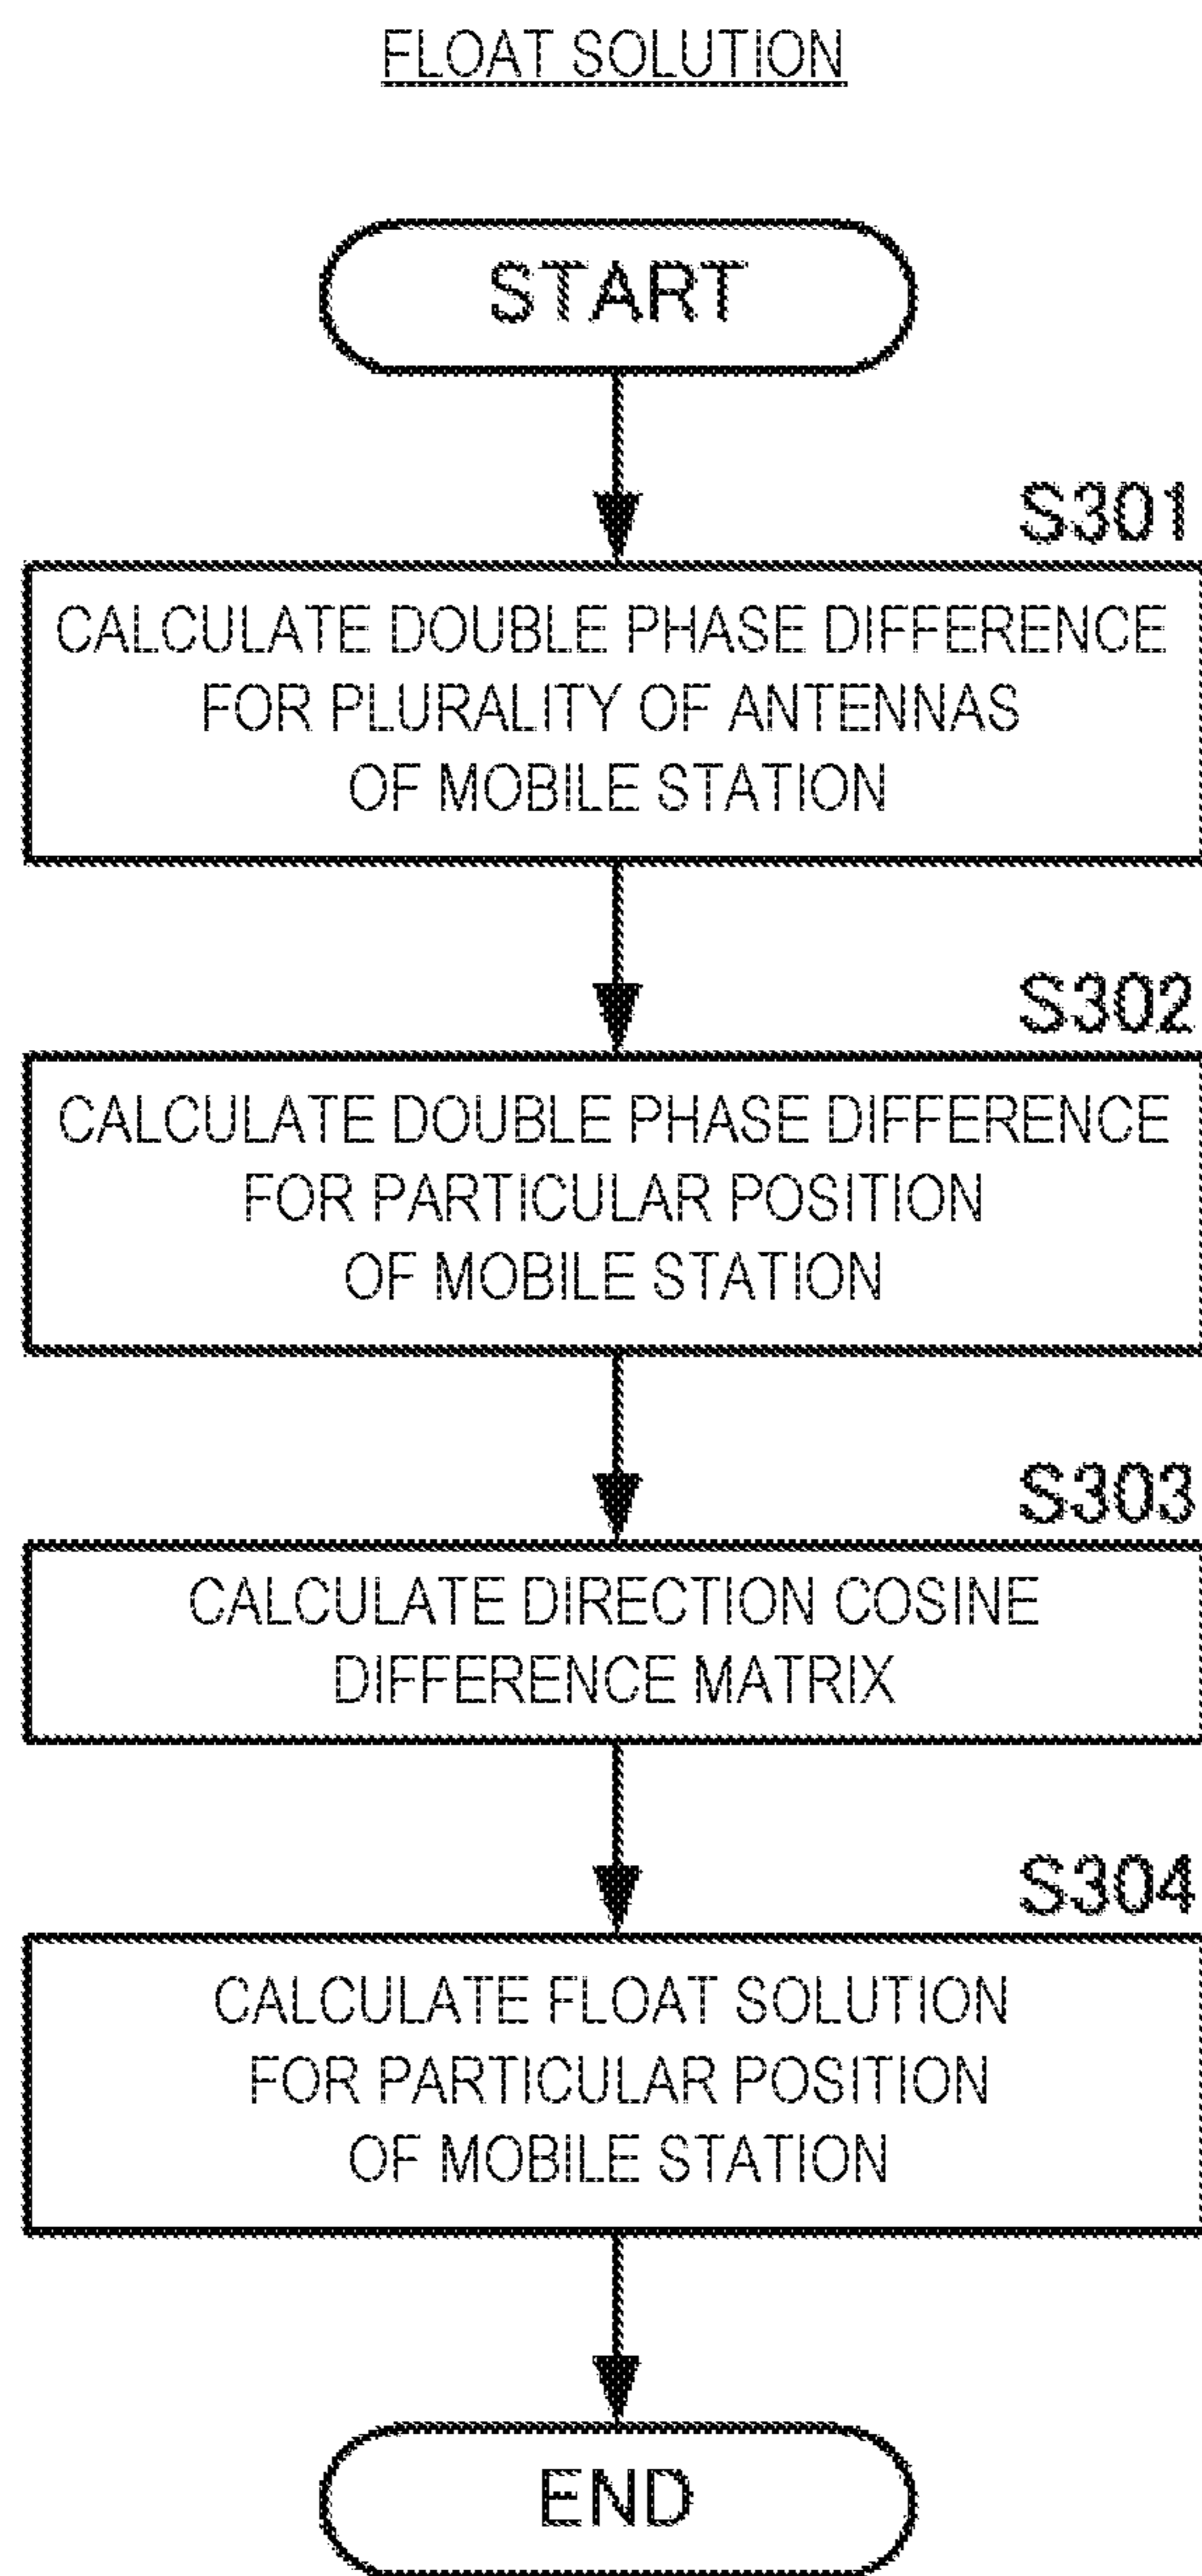 FLOAT SOLUTION
START
S301
CALCULATE DOUBLE PHASE DIFFERENCE
FOR PLURALITY OF ANTENNAS
OF MOBILE STATION
S302
CALCULATE DOUBLE PHASE DIFFERENCE
FOR PARTICULAR POSITION
OF MOBILE STATION
S303
CALCULATE DIRECTION COSINE
DIFFERENCE MATRIX
S304
CALCULATE FLOAT SOLUTION
FOR PARTICULAR POSITION
OF MOBILE STATION
END